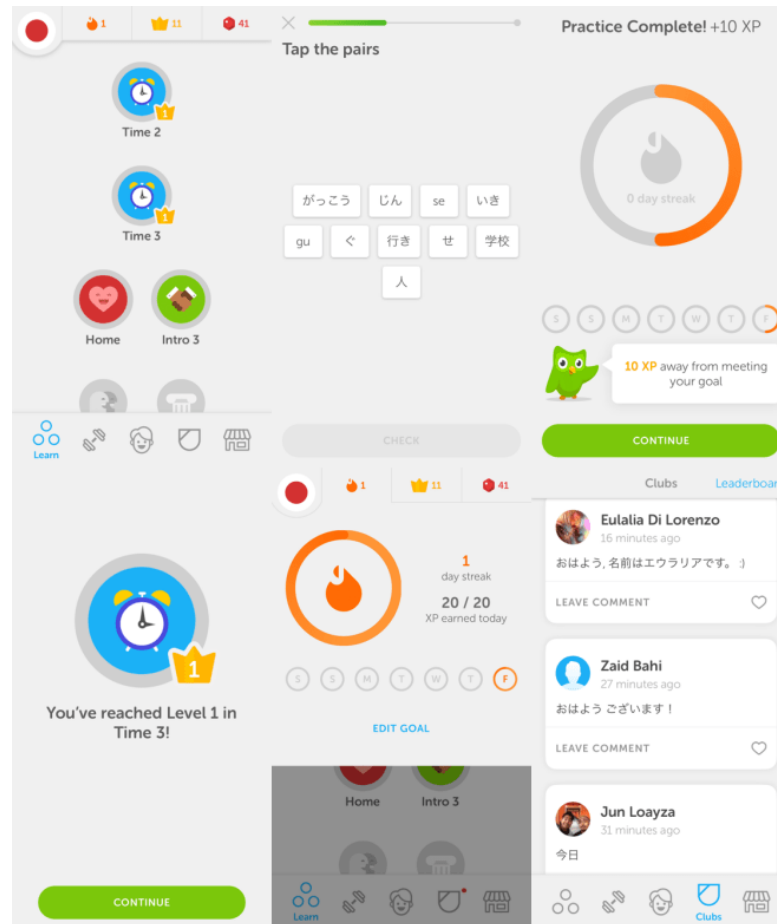 1
11
41
1
Time 2
1
Time 3
Home
Intro 3
Learn
Tap the pairs
がっこう
じん
se
いき
gu
ぐ
行き
せ
学校
人
CHECK
Practice Complete! +10 XP
0 day streak
S
S
M
T
W
T
F
10 XP away from meeting
your goal
CONTINUE
1
You've reached Level 1 in
Time 3!
CONTINUE
1
11
41
1
day streak
20 / 20
XP earned today
S
S
M
T
W
T
F
EDIT GOAL
Home
Intro 3
Learn
Clubs
Leaderboar
Eulalia Di Lorenzo
16 minutes ago
おはよう, 名前はエウラリアです。 :)
LEAVE COMMENT
Zaid Bahi
27 minutes ago
おはよう ございます！
LEAVE COMMENT
Jun Loayza
31 minutes ago
今日
Clubs